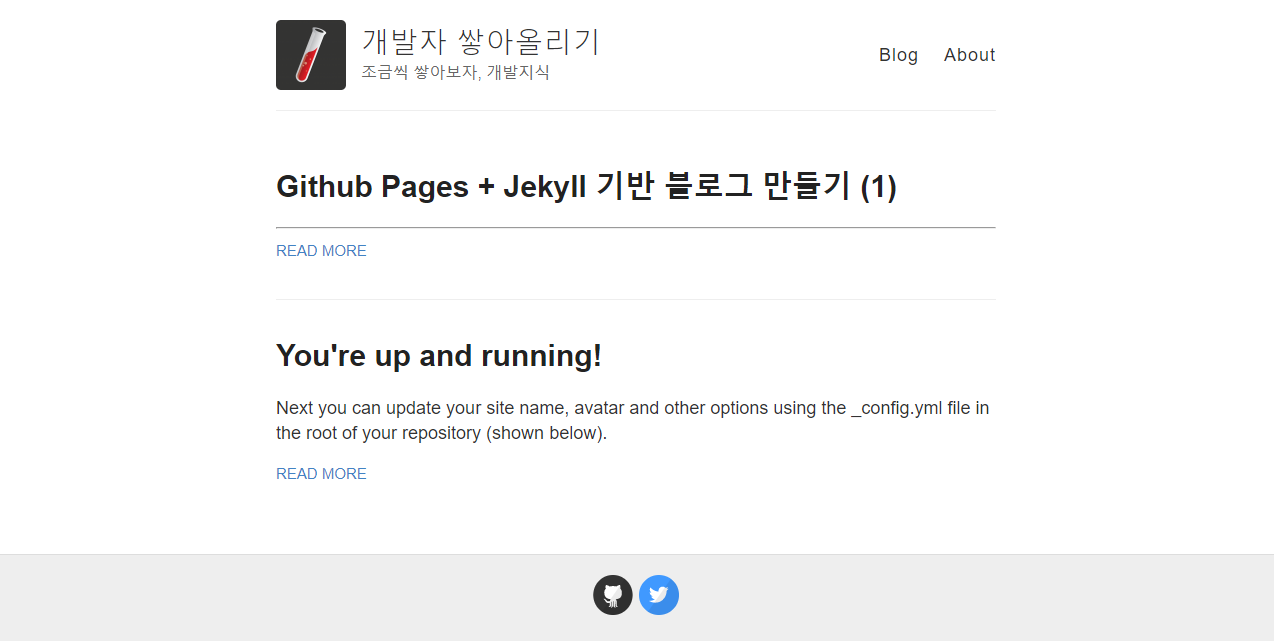 개발자 쌓아올리기
조금씩 쌓아보자, 개발지식
Blog About
Github Pages + Jekyll 기반 블로그 만들기 (1)
READ MORE
You're up and running!
Next you can update your site name, avatar and other options using the _config.yml file in
the root of your repository (shown below).
READ MORE